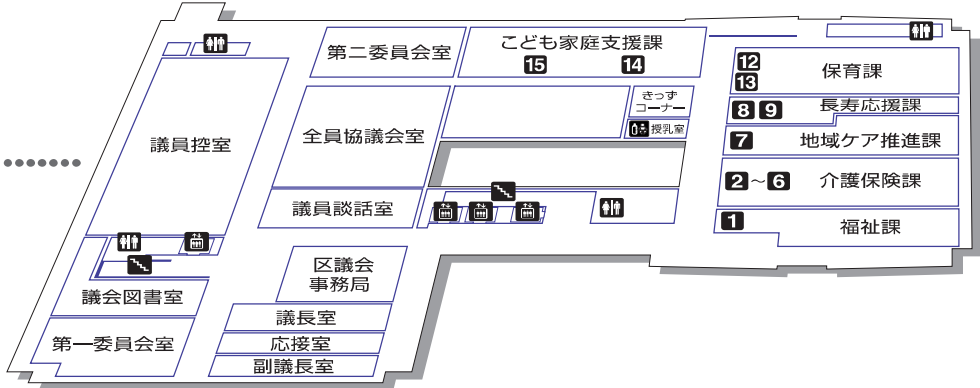 第二委員会室
こども家庭支援課
15
14
12
13
保育課
きっず
コーナー
8 9
長寿応援課
授乳室
議員控室
全員協議会室
7
地域ケア推進課
2～6
介護保険課
議員談話室
1
福祉課
区議会
事務局
議会図書室
議長室
第一委員会室
応接室
副議長室